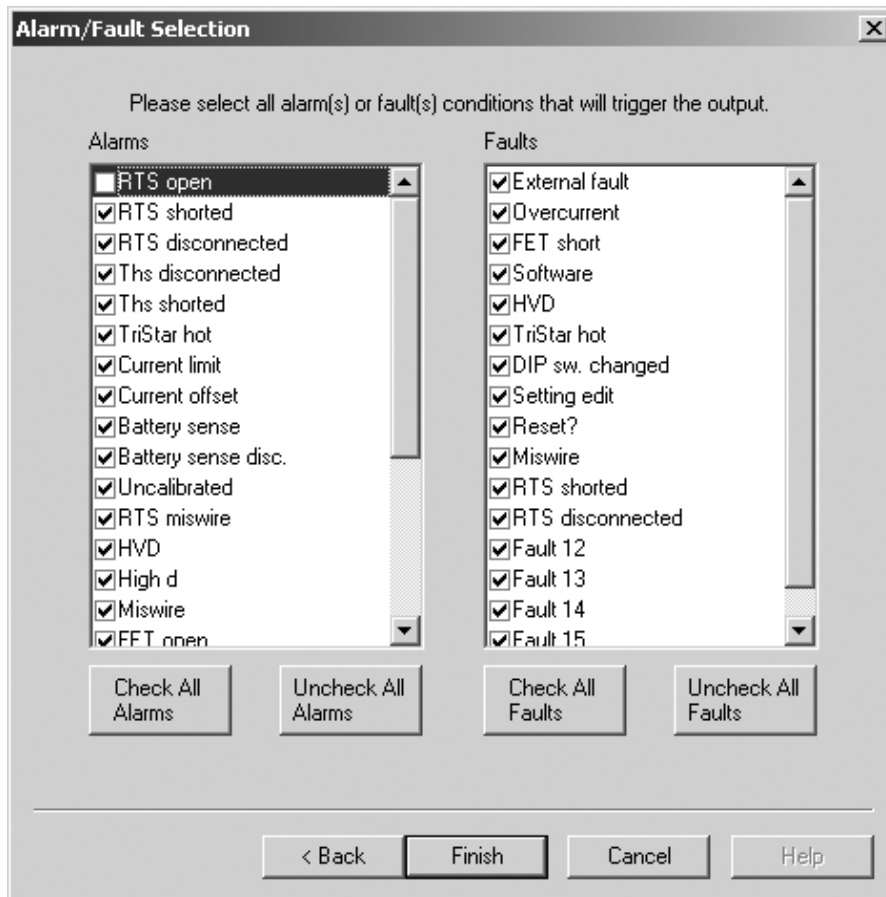 Alarm/Fault Selection
Please select all alarm(s) or fault(s) conditions that will trigger the output.
Alarms
RTS open
RTS shorted
RTS disconnected
Ths disconnected
Ths shorted
TriStar hot
Current limit
Current offset
Battery sense
Battery sense disc.
Uncalibrated
RTS miswire
HVD
High d
Miswire
FET open
Check All
Alarms
Uncheck All
Alarms
Faults
External fault
Overcurrent
FET short
Software
HVD
TriStar hot
DIP sw. changed
Setting edit
Reset?
Miswire
RTS shorted
RTS disconnected
Fault 12
Fault 13
Fault 14
Fault 15
Check All
Faults
Uncheck All
Faults
< Back
Finish
Cancel
Help